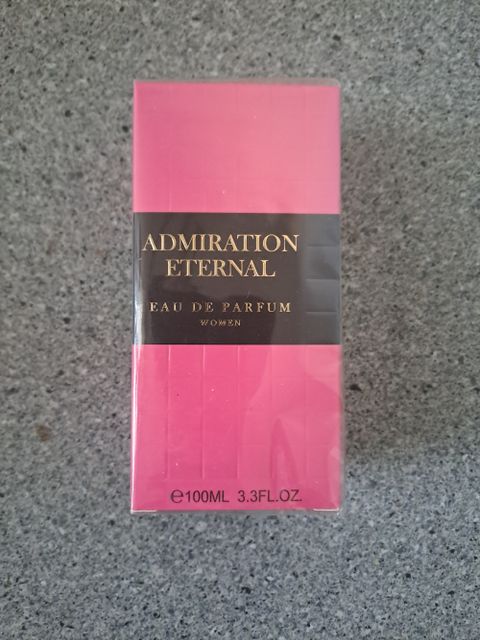 ADMIRATION
ETERNAL
EAU DE PARFUM
WOMEN
℮100ML 3.3FL.OZ.